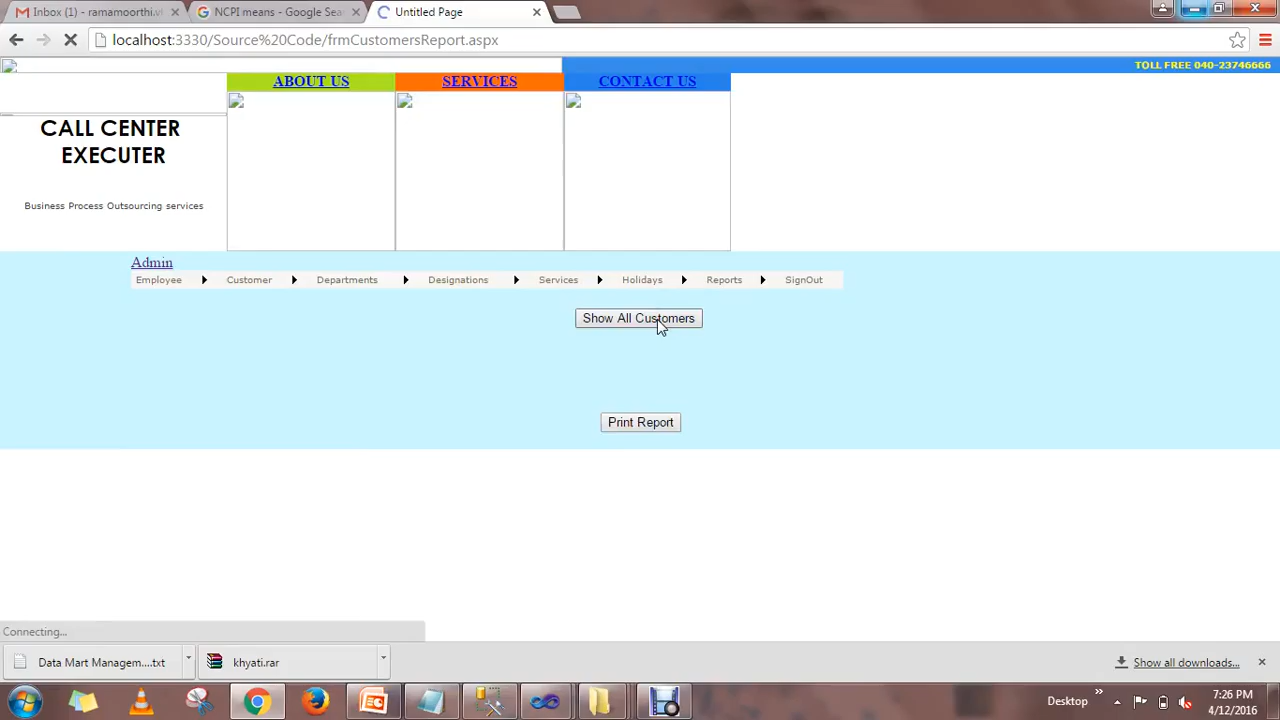 Inbox (1) - ramamoorthi.v
NCPI means - Google Sea
Untitled Page
localhost:3330/Source%20Code/frmCustomersReport.aspx
TOLL FREE 040-23746666
ABOUT US
SERVICES
CONTACT US
CALL CENTER
EXECUTER
Business Process Outsourcing services
Admin
Employee
Customer
Departments
Designations
Services
Holidays
Reports
SignOut
Show All Customers
Print Report
Connecting...
Data Mart Managem....txt
khyati.rar
Show all downloads...
Desktop
7:26 PM
4/12/2016